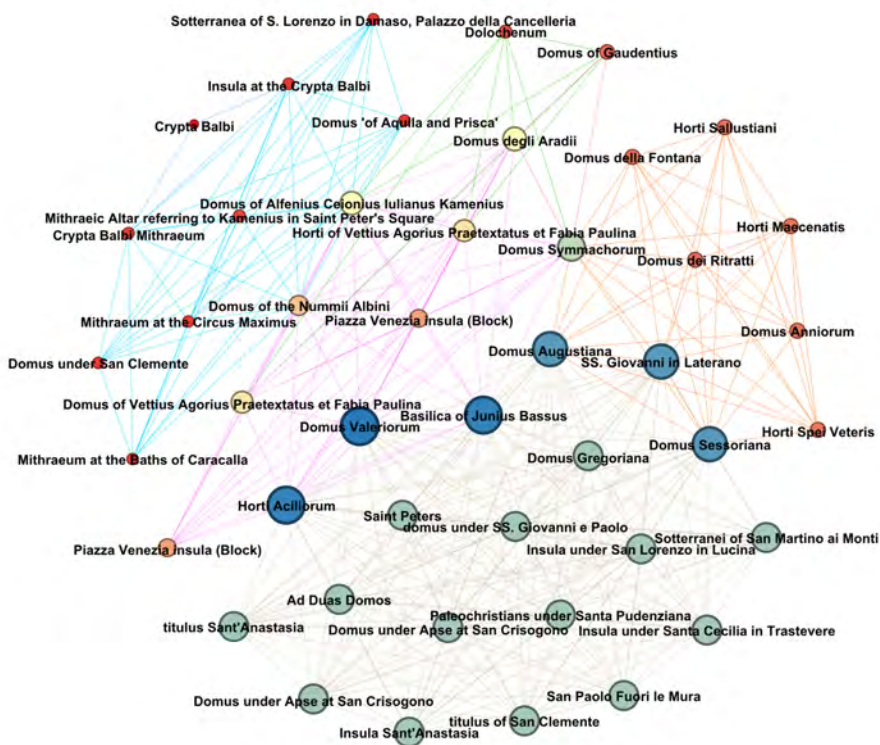 Sotterranea of S. Lorenzo in Damaso, Palazzo della Cancelleria
Dolochenum
Domus of Gaudentius
Insula at the Crypta Balbi
Crypta Balbi
Domus 'of Aquila and Prisca'
Horti Sallustiani
Domus degli Aradii
Domus della Fontana
Domus of Alfenius Ceionius Iulianus Kamenius
Mithraeic Altar referring to Kamenius in Saint Peter's Square
Crypta Balbi Mithraeum
Horti of Vettius Agorius Praetextatus et Fabia Paulina
Horti Maecenatis
Domus Symmachorum
Domus dei Ritratti
Domus of the Nummii Albini
Mithraeum at the Circus Maximus
Piazza Venezia insula (Block)
Domus Anniorum
Domus Augustiana
SS. Giovanni in Laterano
Domus under San Clemente
Domus of Vettius Agorius Praetextatus et Fabia Paulina
Basilica of Junius Bassus
Domus Valeriorum
Horti Spei Veteris
Domus Sessoriana
Domus Gregoriana
Mithraeum at the Baths of Caracalla
Horti Aciliorum
Saint Peters
domus under SS. Giovanni e Paolo
Sotterranei of San Martino ai Monti
Piazza Venezia insula (Block)
Insula under San Lorenzo in Lucina
Ad Duas Domos
Paleochristians under Santa Pudenziana
titulus Sant'Anastasia
Domus under Apse at San Crisogono
Insula under Santa Cecilia in Trastevere
Domus under Apse at San Crisogono
San Paolo Fuori le Mura
titulus of San Clemente
Insula Sant'Anastasia